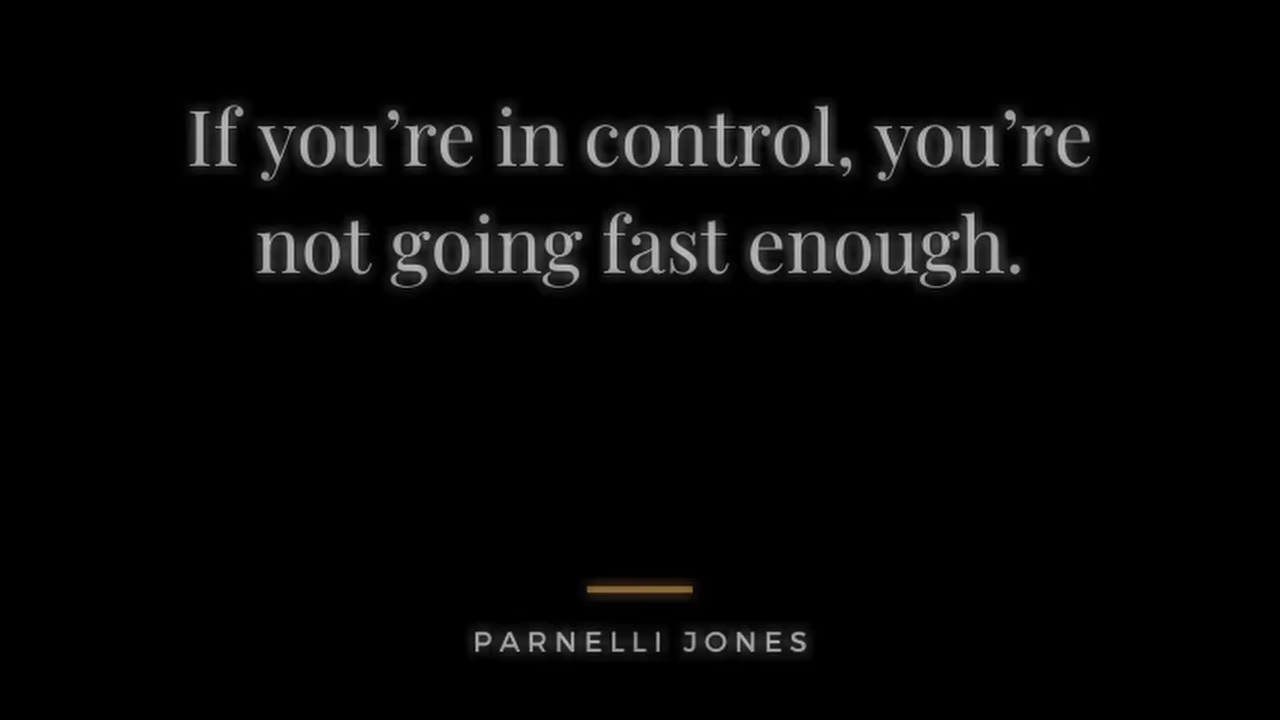 If you’re in control, you’re
not going fast enough.
PARNELLI JONES